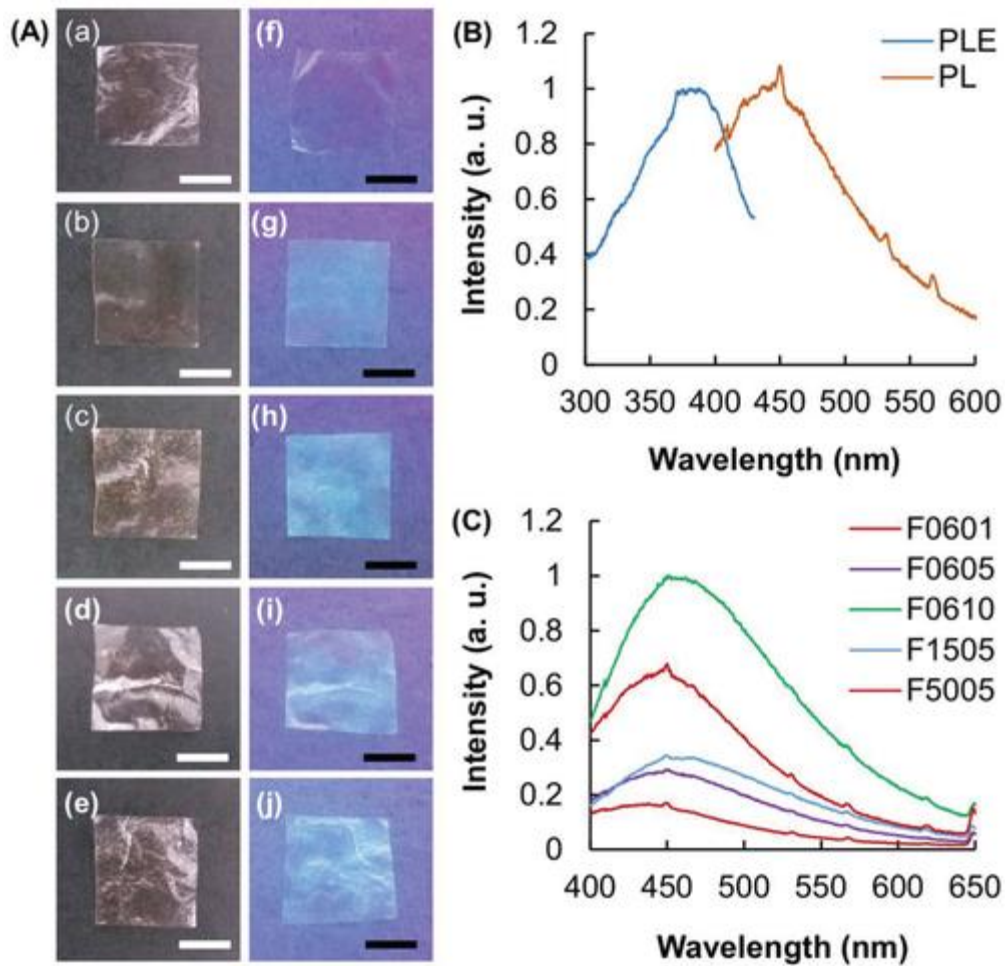 (A)
(a)
(f)
(b)
(g)
(c)
(h)
(d)
(i)
(e)
(j)
(B)
1.2
1
0.8
0.6
0.4
0.2
0
Intensity (a. u.)
PLE
PL
300 350 400 450 500 550 600
Wavelength (nm)
(C)
1.2
1
0.8
0.6
0.4
0.2
0
Intensity (a. u.)
F0601
F0605
F0610
F1505
F5005
400 450 500 550 600 650
Wavelength (nm)